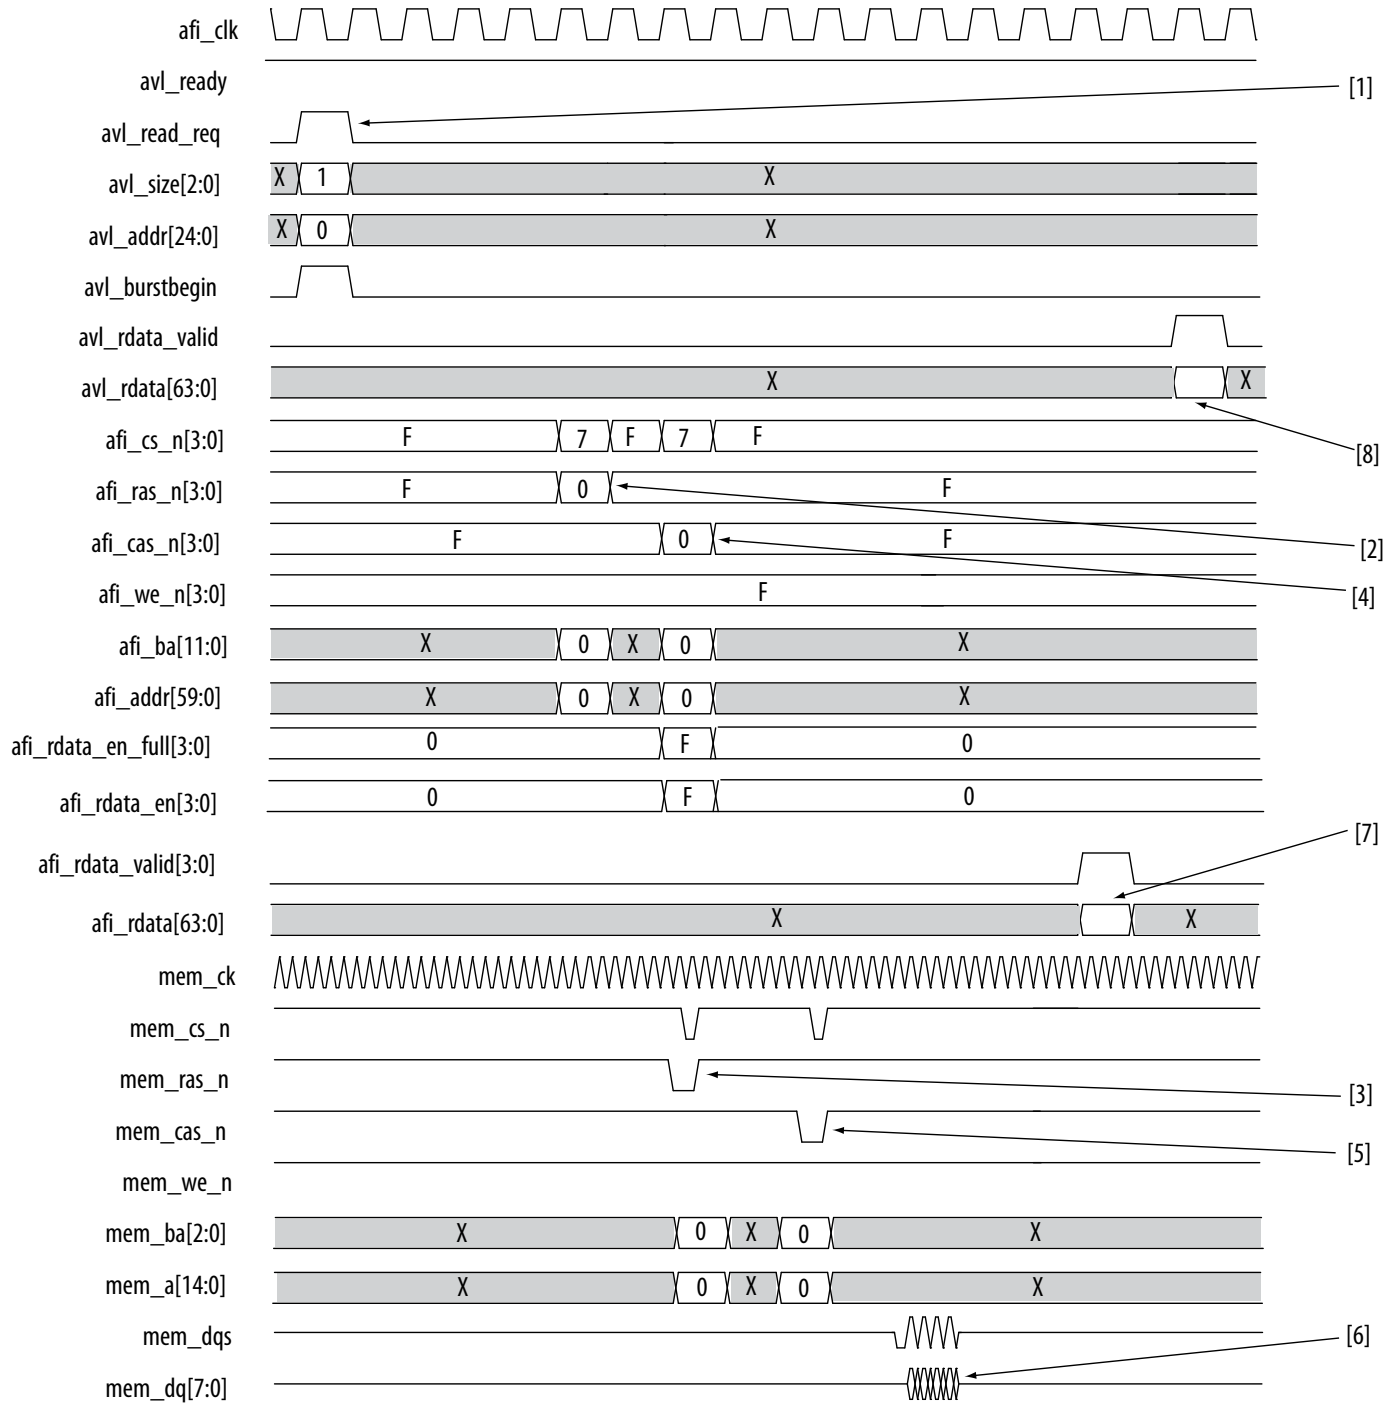 afi_clk
avl_ready
[1]
avl_read_req
avl_size[2:0] X 1 X
avl_addr[24:0] X 0 X
avl_burstbegin
avl_rdata_valid
avl_rdata[63:0] X X
afi_cs_n[3:0] F 7 F 7 F
[8]
afi_ras_n[3:0] F 0 F
afi_cas_n[3:0] F 0 F
[2]
afi_we_n[3:0] F
[4]
afi_ba[11:0] X 0 X 0 X
afi_addr[59:0] X 0 X 0 X
afi_rdata_en_full[3:0] 0 F 0
afi_rdata_en[3:0] 0 F 0
[7]
afi_rdata_valid[3:0]
afi_rdata[63:0] X X
mem_ck
mem_cs_n
mem_ras_n
[3]
mem_cas_n
[5]
mem_we_n
mem_ba[2:0] X 0 X 0 X
mem_a[14:0] X 0 X 0 X
mem_dqs
[6]
mem_dq[7:0]